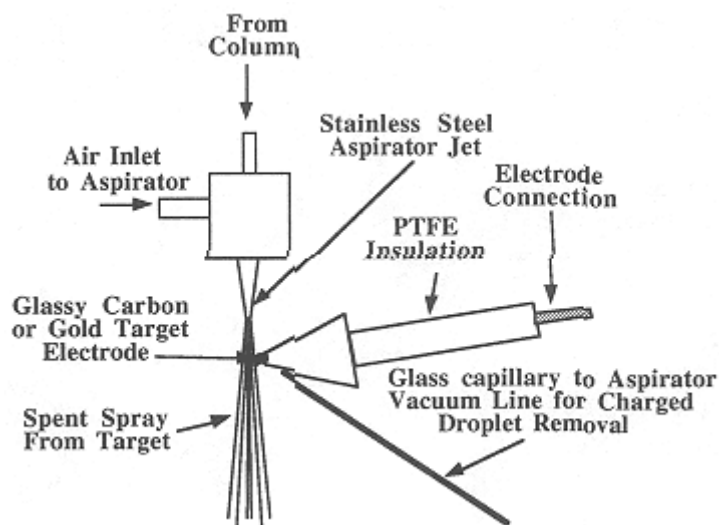 From
Column
Stainless Steel
Aspirator Jet
Air Inlet
to Aspirator
Electrode
Connection
PTFE
Insulation
Glassy Carbon
or Gold Target
Electrode
Glass capillary to Aspirator
Vacuum Line for Charged
Droplet Removal
Spent Spray
From Target